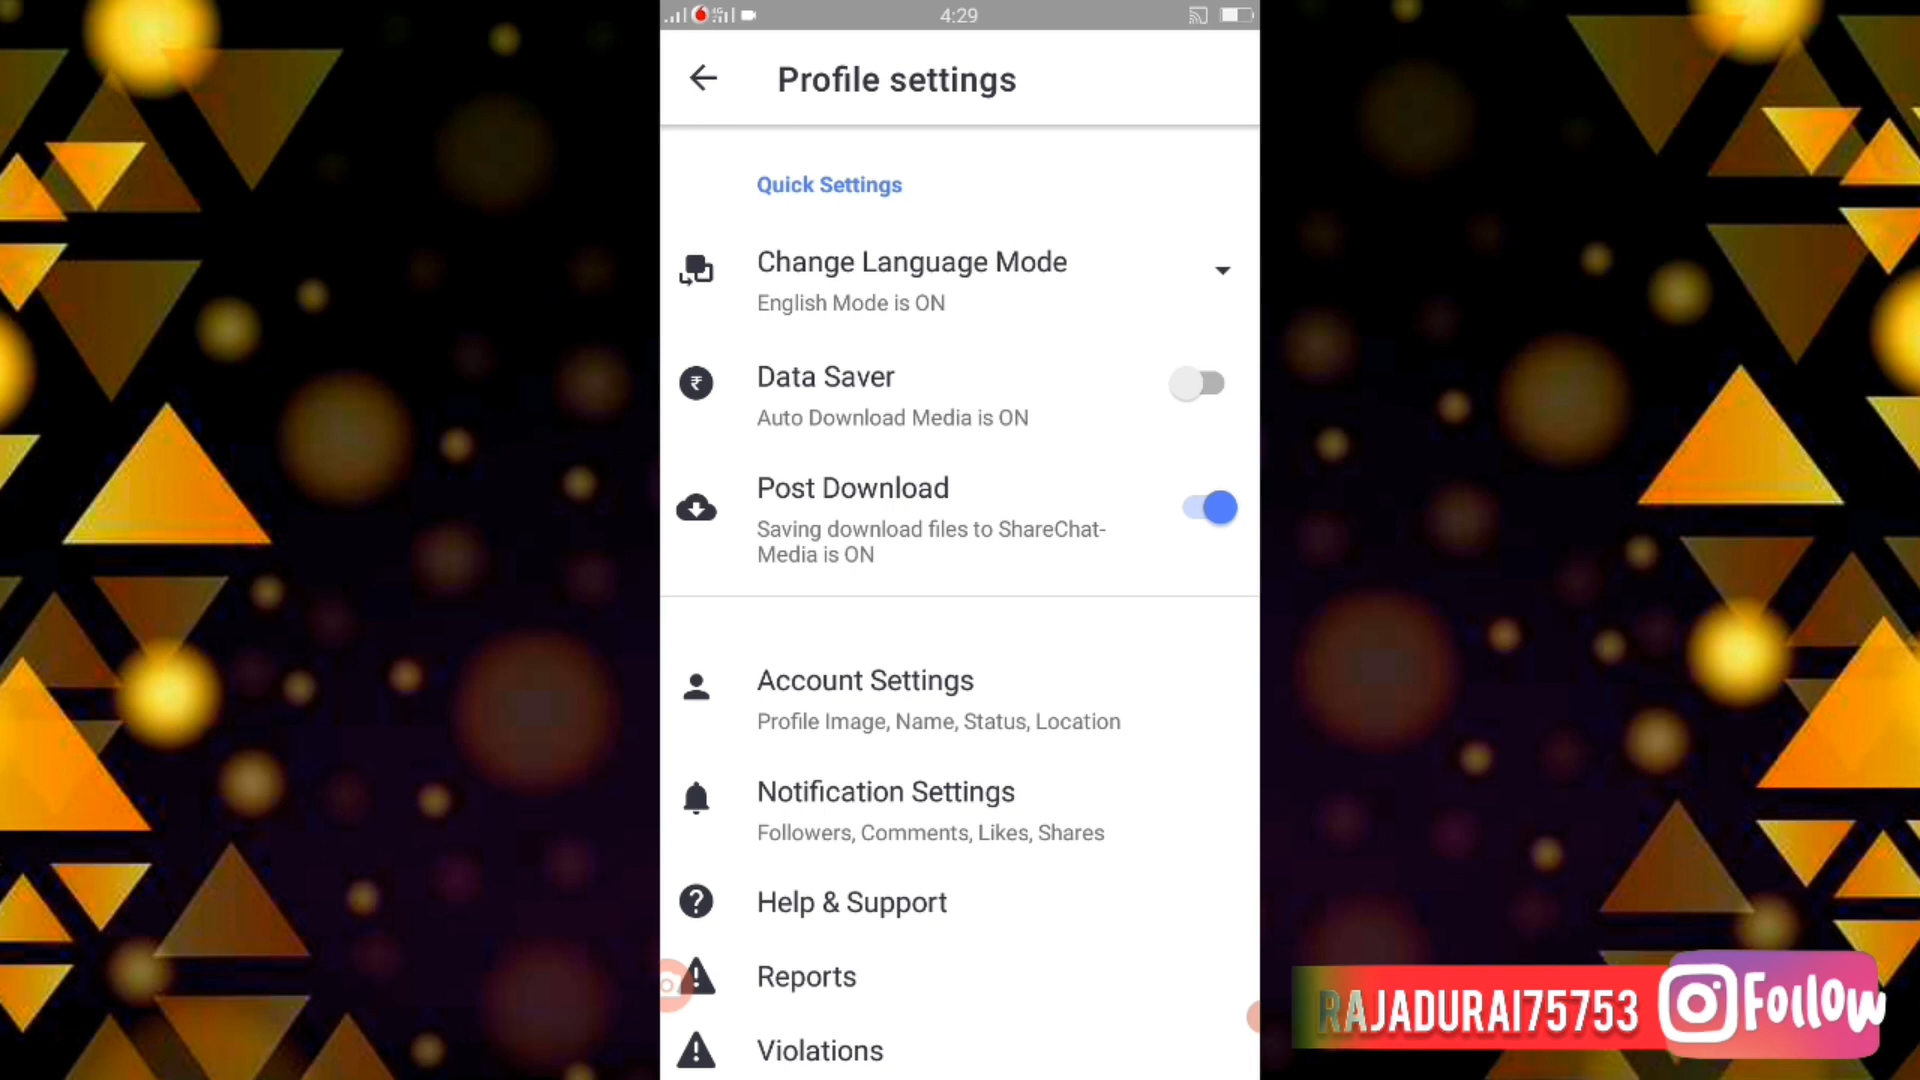 4G
4:29
Profile settings
Quick Settings
Change Language Mode
English Mode is ON
₹
Data Saver
Auto Download Media is ON
Post Download
Saving download files to ShareChat-
Media is ON
Account Settings
Profile Image, Name, Status, Location
Notification Settings
Followers, Comments, Likes, Shares
Help & Support
Reports
Violations
RAJADURAI75753
Follow